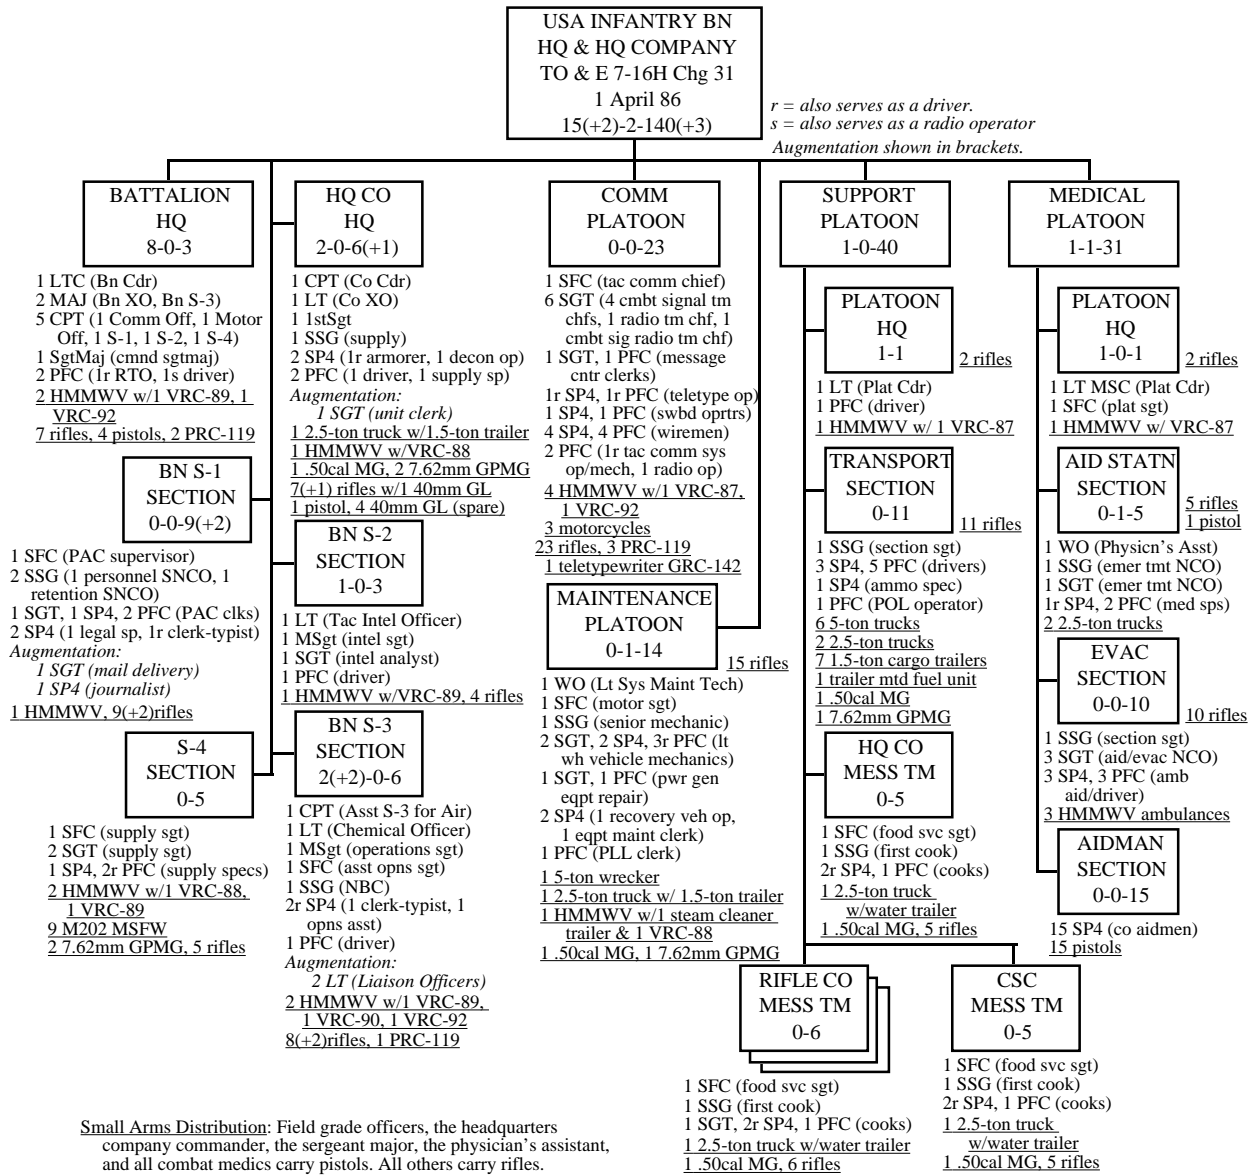 USA INFANTRY BN
HQ & HQ COMPANY
TO & E 7-16H Chg 31
1 April 86
15(+2)-2-140(+3)
r = also serves as a driver.
s = also serves as a radio operator
Augmentation shown in brackets.
BATTALION
HQ
8-0-3
1 LTC (Bn Cdr)
2 MAJ (Bn XO, Bn S-3)
5 CPT (1 Comm Off, 1 Motor
Off, 1 S-1, 1 S-2, 1 S-4)
1 SgtMaj (cmnd sgtmaj)
2 PFC (1r RTO, 1s driver)
2 HMMWV w/1 VRC-89, 1
VRC-92
7 rifles, 4 pistols, 2 PRC-119
BN S-1
SECTION
0-0-9(+2)
1 SFC (PAC supervisor)
2 SSG (1 personnel SNCO, 1
retention SNCO)
1 SGT, 1 SP4, 2 PFC (PAC clks)
2 SP4 (1 legal sp, 1r clerk-typist)
Augmentation:
1 SGT (mail delivery)
1 SP4 (journalist)
1 HMMWV, 9(+2)rifles
S-4
SECTION
0-5
1 SFC (supply sgt)
2 SGT (supply sgt)
1 SP4, 2r PFC (supply specs)
2 HMMWV w/1 VRC-88,
1 VRC-89
9 M202 MSFW
2 7.62mm GPMG, 5 rifles
HQ CO
HQ
2-0-6(+1)
1 CPT (Co Cdr)
1 LT (Co XO)
1 1stSgt
1 SSG (supply)
2 SP4 (1r armorer, 1 decon op)
2 PFC (1 driver, 1 supply sp)
Augmentation:
1 SGT (unit clerk)
1 2.5-ton truck w/1.5-ton trailer
1 HMMWV w/VRC-88
1 .50cal MG, 2 7.62mm GPMG
7(+1) rifles w/1 40mm GL
1 pistol, 4 40mm GL (spare)
BN S-2
SECTION
1-0-3
1 LT (Tac Intel Officer)
1 MSgt (intel sgt)
1 SGT (intel analyst)
1 PFC (driver)
1 HMMWV w/VRC-89, 4 rifles
BN S-3
SECTION
2(+2)-0-6
1 CPT (Asst S-3 for Air)
1 LT (Chemical Officer)
1 MSgt (operations sgt)
1 SFC (asst opns sgt)
1 SSG (NBC)
2r SP4 (1 clerk-typist, 1
opns asst)
1 PFC (driver)
Augmentation:
2 LT (Liaison Officers)
2 HMMWV w/1 VRC-89,
1 VRC-90, 1 VRC-92
8(+2)rifles, 1 PRC-119
COMM
PLATOON
0-0-23
1 SFC (tac comm chief)
6 SGT (4 cmbt signal tm
chfs, 1 radio tm chf, 1
cmbt sig radio tm chf)
1 SGT, 1 PFC (message
cntr clerks)
1r SP4, 1r PFC (teletype op)
1 SP4, 1 PFC (swbd oprtrs)
4 SP4, 4 PFC (wiremen)
2 PFC (1r tac comm sys
op/mech, 1 radio op)
4 HMMWV w/1 VRC-87,
1 VRC-92
3 motorcycles
23 rifles, 3 PRC-119
1 teletypewriter GRC-142
MAINTENANCE
PLATOON
0-1-14
15 rifles
1 WO (Lt Sys Maint Tech)
1 SFC (motor sgt)
1 SSG (senior mechanic)
2 SGT, 2 SP4, 3r PFC (lt
wh vehicle mechanics)
1 SGT, 1 PFC (pwr gen
eqpt repair)
2 SP4 (1 recovery veh op,
1 eqpt maint clerk)
1 PFC (PLL clerk)
1 5-ton wrecker
1 2.5-ton truck w/ 1.5-ton trailer
1 HMMWV w/1 steam cleaner
trailer & 1 VRC-88
1 .50cal MG, 1 7.62mm GPMG
SUPPORT
PLATOON
1-0-40
PLATOON
HQ
1-1
2 rifles
1 LT (Plat Cdr)
1 PFC (driver)
1 HMMWV w/ 1 VRC-87
TRANSPORT
SECTION
0-11
11 rifles
1 SSG (section sgt)
3 SP4, 5 PFC (drivers)
1 SP4 (ammo spec)
1 PFC (POL operator)
6 5-ton trucks
2 2.5-ton trucks
7 1.5-ton cargo trailers
1 trailer mtd fuel unit
1 .50cal MG
1 7.62mm GPMG
HQ CO
MESS TM
0-5
1 SFC (food svc sgt)
1 SSG (first cook)
2r SP4, 1 PFC (cooks)
1 2.5-ton truck
w/water trailer
1 .50cal MG, 5 rifles
RIFLE CO
MESS TM
0-6
1 SFC (food svc sgt)
1 SSG (first cook)
1 SGT, 2r SP4, 1 PFC (cooks)
1 2.5-ton truck w/water trailer
1 .50cal MG, 6 rifles
CSC
MESS TM
0-5
1 SFC (food svc sgt)
1 SSG (first cook)
2r SP4, 1 PFC (cooks)
1 2.5-ton truck
w/water trailer
1 .50cal MG, 5 rifles
MEDICAL
PLATOON
1-1-31
PLATOON
HQ
1-0-1
2 rifles
1 LT MSC (Plat Cdr)
1 SFC (plat sgt)
1 HMMWV w/ VRC-87
AID STATN
SECTION
0-1-5
5 rifles
1 pistol
1 WO (Physicn's Asst)
1 SSG (emer tmt NCO)
1 SGT (emer tmt NCO)
1r SP4, 2 PFC (med sps)
2 2.5-ton trucks
EVAC
SECTION
0-0-10
10 rifles
1 SSG (section sgt)
3 SGT (aid/evac NCO)
3 SP4, 3 PFC (amb
aid/driver)
3 HMMWV ambulances
AIDMAN
SECTION
0-0-15
15 SP4 (co aidmen)
15 pistols
Small Arms Distribution: Field grade officers, the headquarters
company commander, the sergeant major, the physician's assistant,
and all combat medics carry pistols. All others carry rifles.